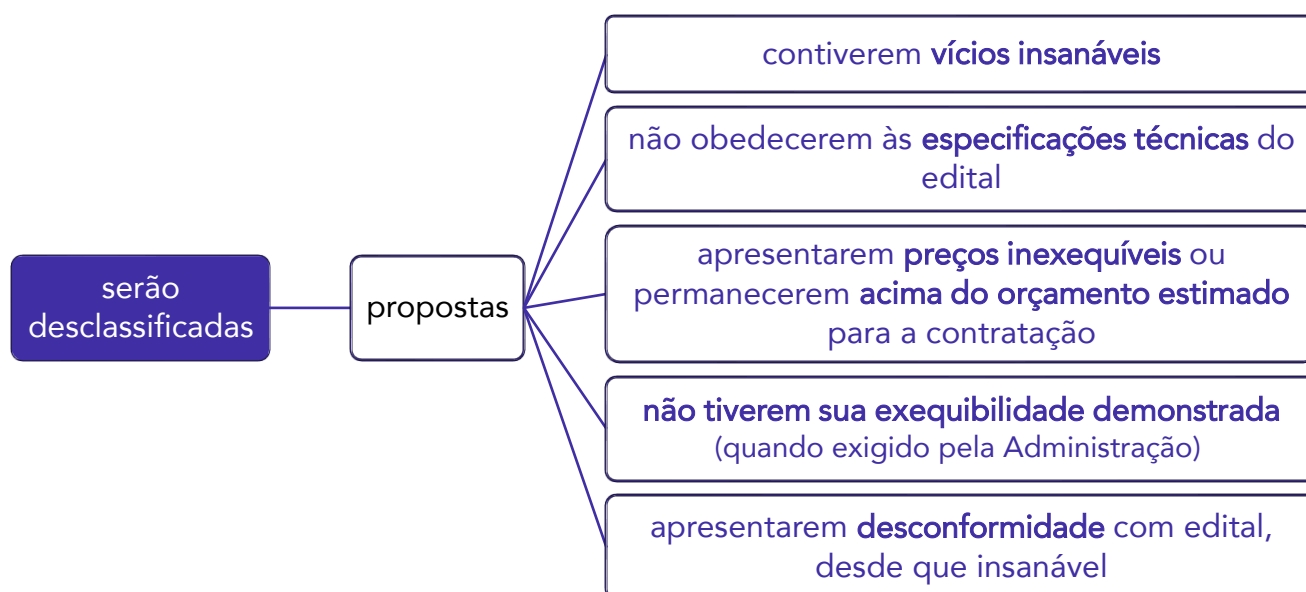 serão
desclassificadas
propostas
contiverem vícios insanáveis
não obedecerem às especificações técnicas do
edital
apresentarem preços inexequíveis ou
permanecerem acima do orçamento estimado
para a contratação
não tiverem sua exequibilidade demonstrada
(quando exigido pela Administração)
apresentarem desconformidade com edital,
desde que insanável